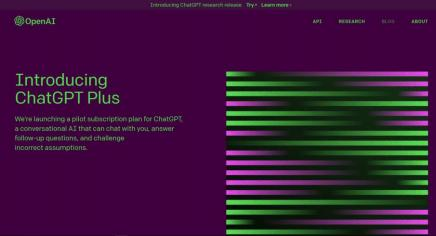 Introducing ChatGPT research release Try Learn more
OpenAI
API RESEARCH BLOG ABOUT
Introducing
ChatGPT Plus
We're launching a pilot subscription plan for ChatGPT,
a conversational AI that can chat with you, answer
follow-up questions, and challenge
incorrect assumptions.